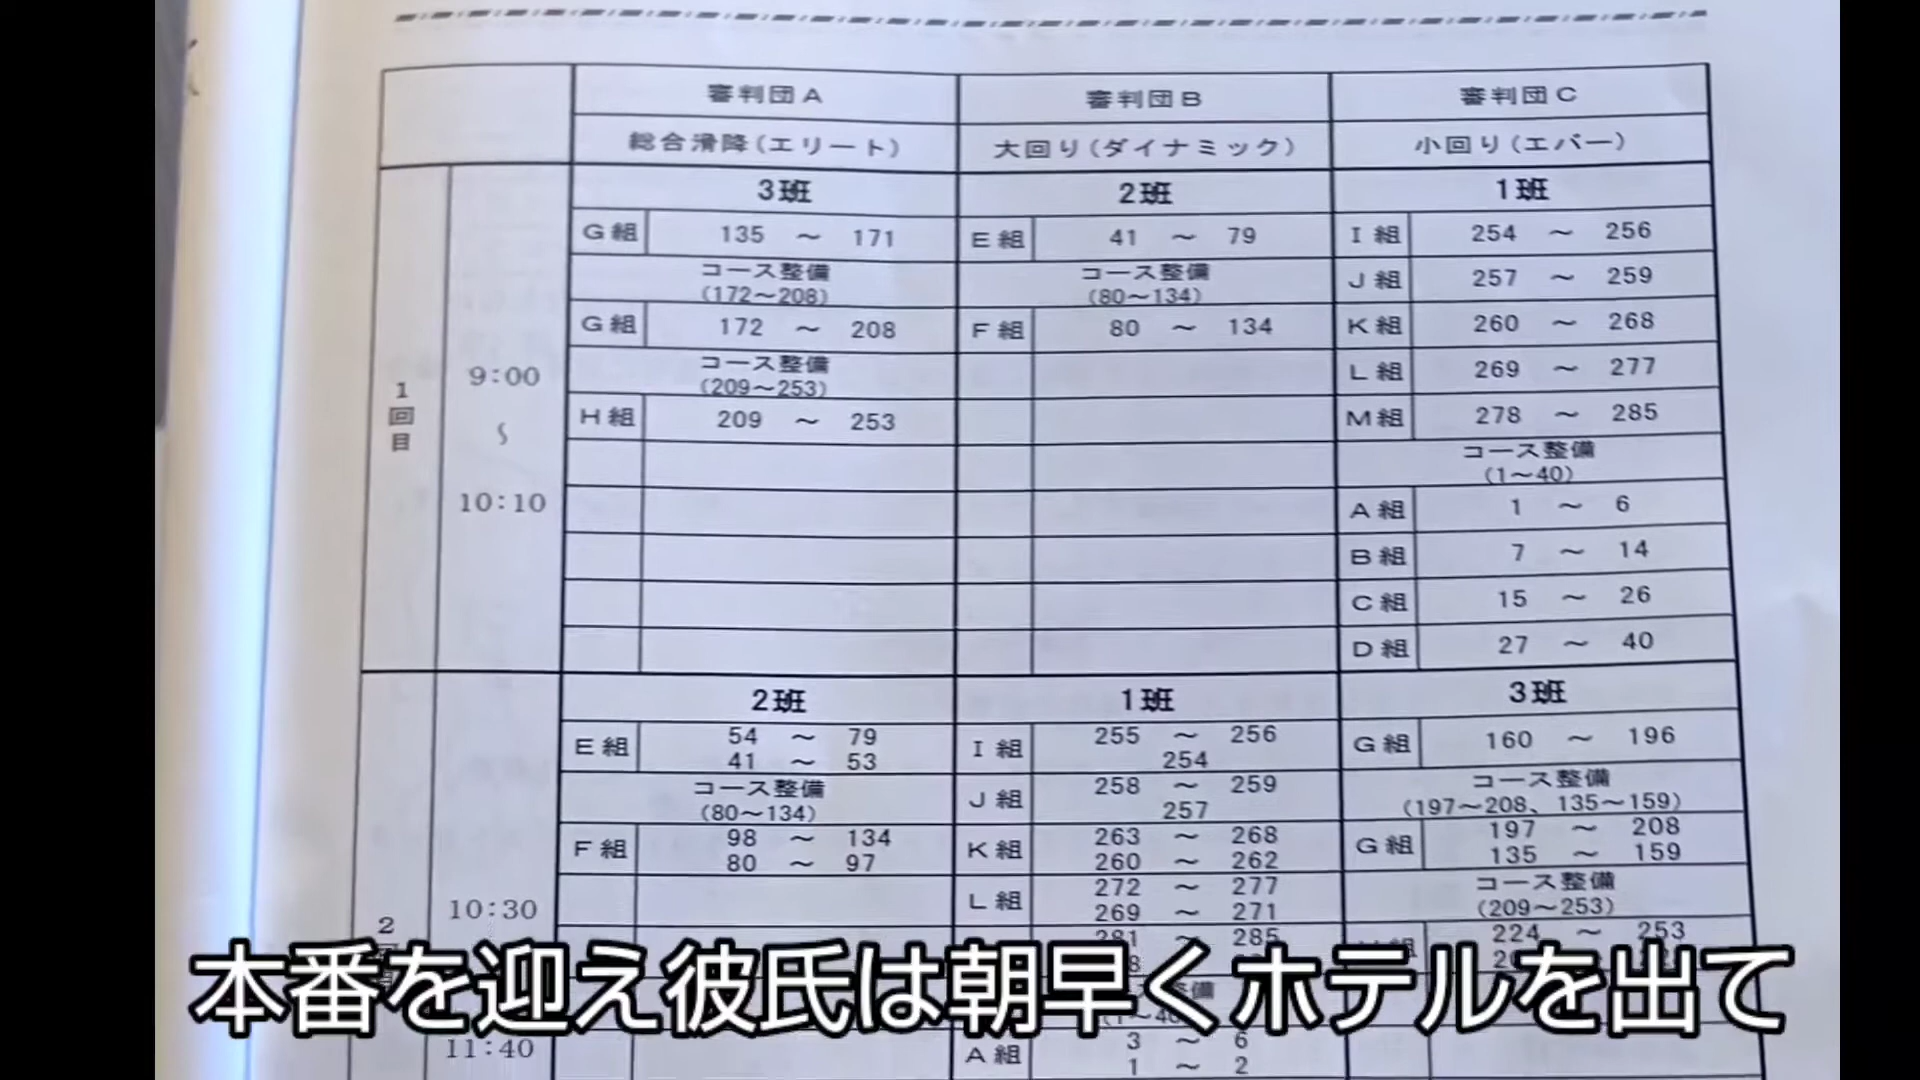 審判団A 審判団B 審判団C
総合滑降(エリート) 大回り(ダイナミック) 小回り(エバー)
1回目 9:00 ～ 10:10
3班
G組 135 ～ 171
コース整備
(172～208)
G組 172 ～ 208
コース整備
(209～253)
H組 209 ～ 253
2班
E組 41 ～ 79
コース整備
(80～134)
F組 80 ～ 134
1班
I組 254 ～ 256
J組 257 ～ 259
K組 260 ～ 268
L組 269 ～ 277
M組 278 ～ 285
コース整備
(1～40)
A組 1 ～ 6
B組 7 ～ 14
C組 15 ～ 26
D組 27 ～ 40
2
10:30
11:40
2班
E組 54 ～ 79
41 ～ 53
コース整備
(80～134)
F組 98 ～ 134
80 ～ 97
1班
I組 255 ～ 256
254
J組 258 ～ 259
257
K組 263 ～ 268
260 ～ 262
L組 272 ～ 277
269 ～ 271
281 ～ 285
A組 3 ～ 6
1 ～ 2
3班
G組 160 ～ 196
コース整備
(197～208、135～159)
G組 197 ～ 208
135 ～ 159
コース整備
(209～253)
224 ～ 253
本番を迎え彼氏は朝早くホテルを出て